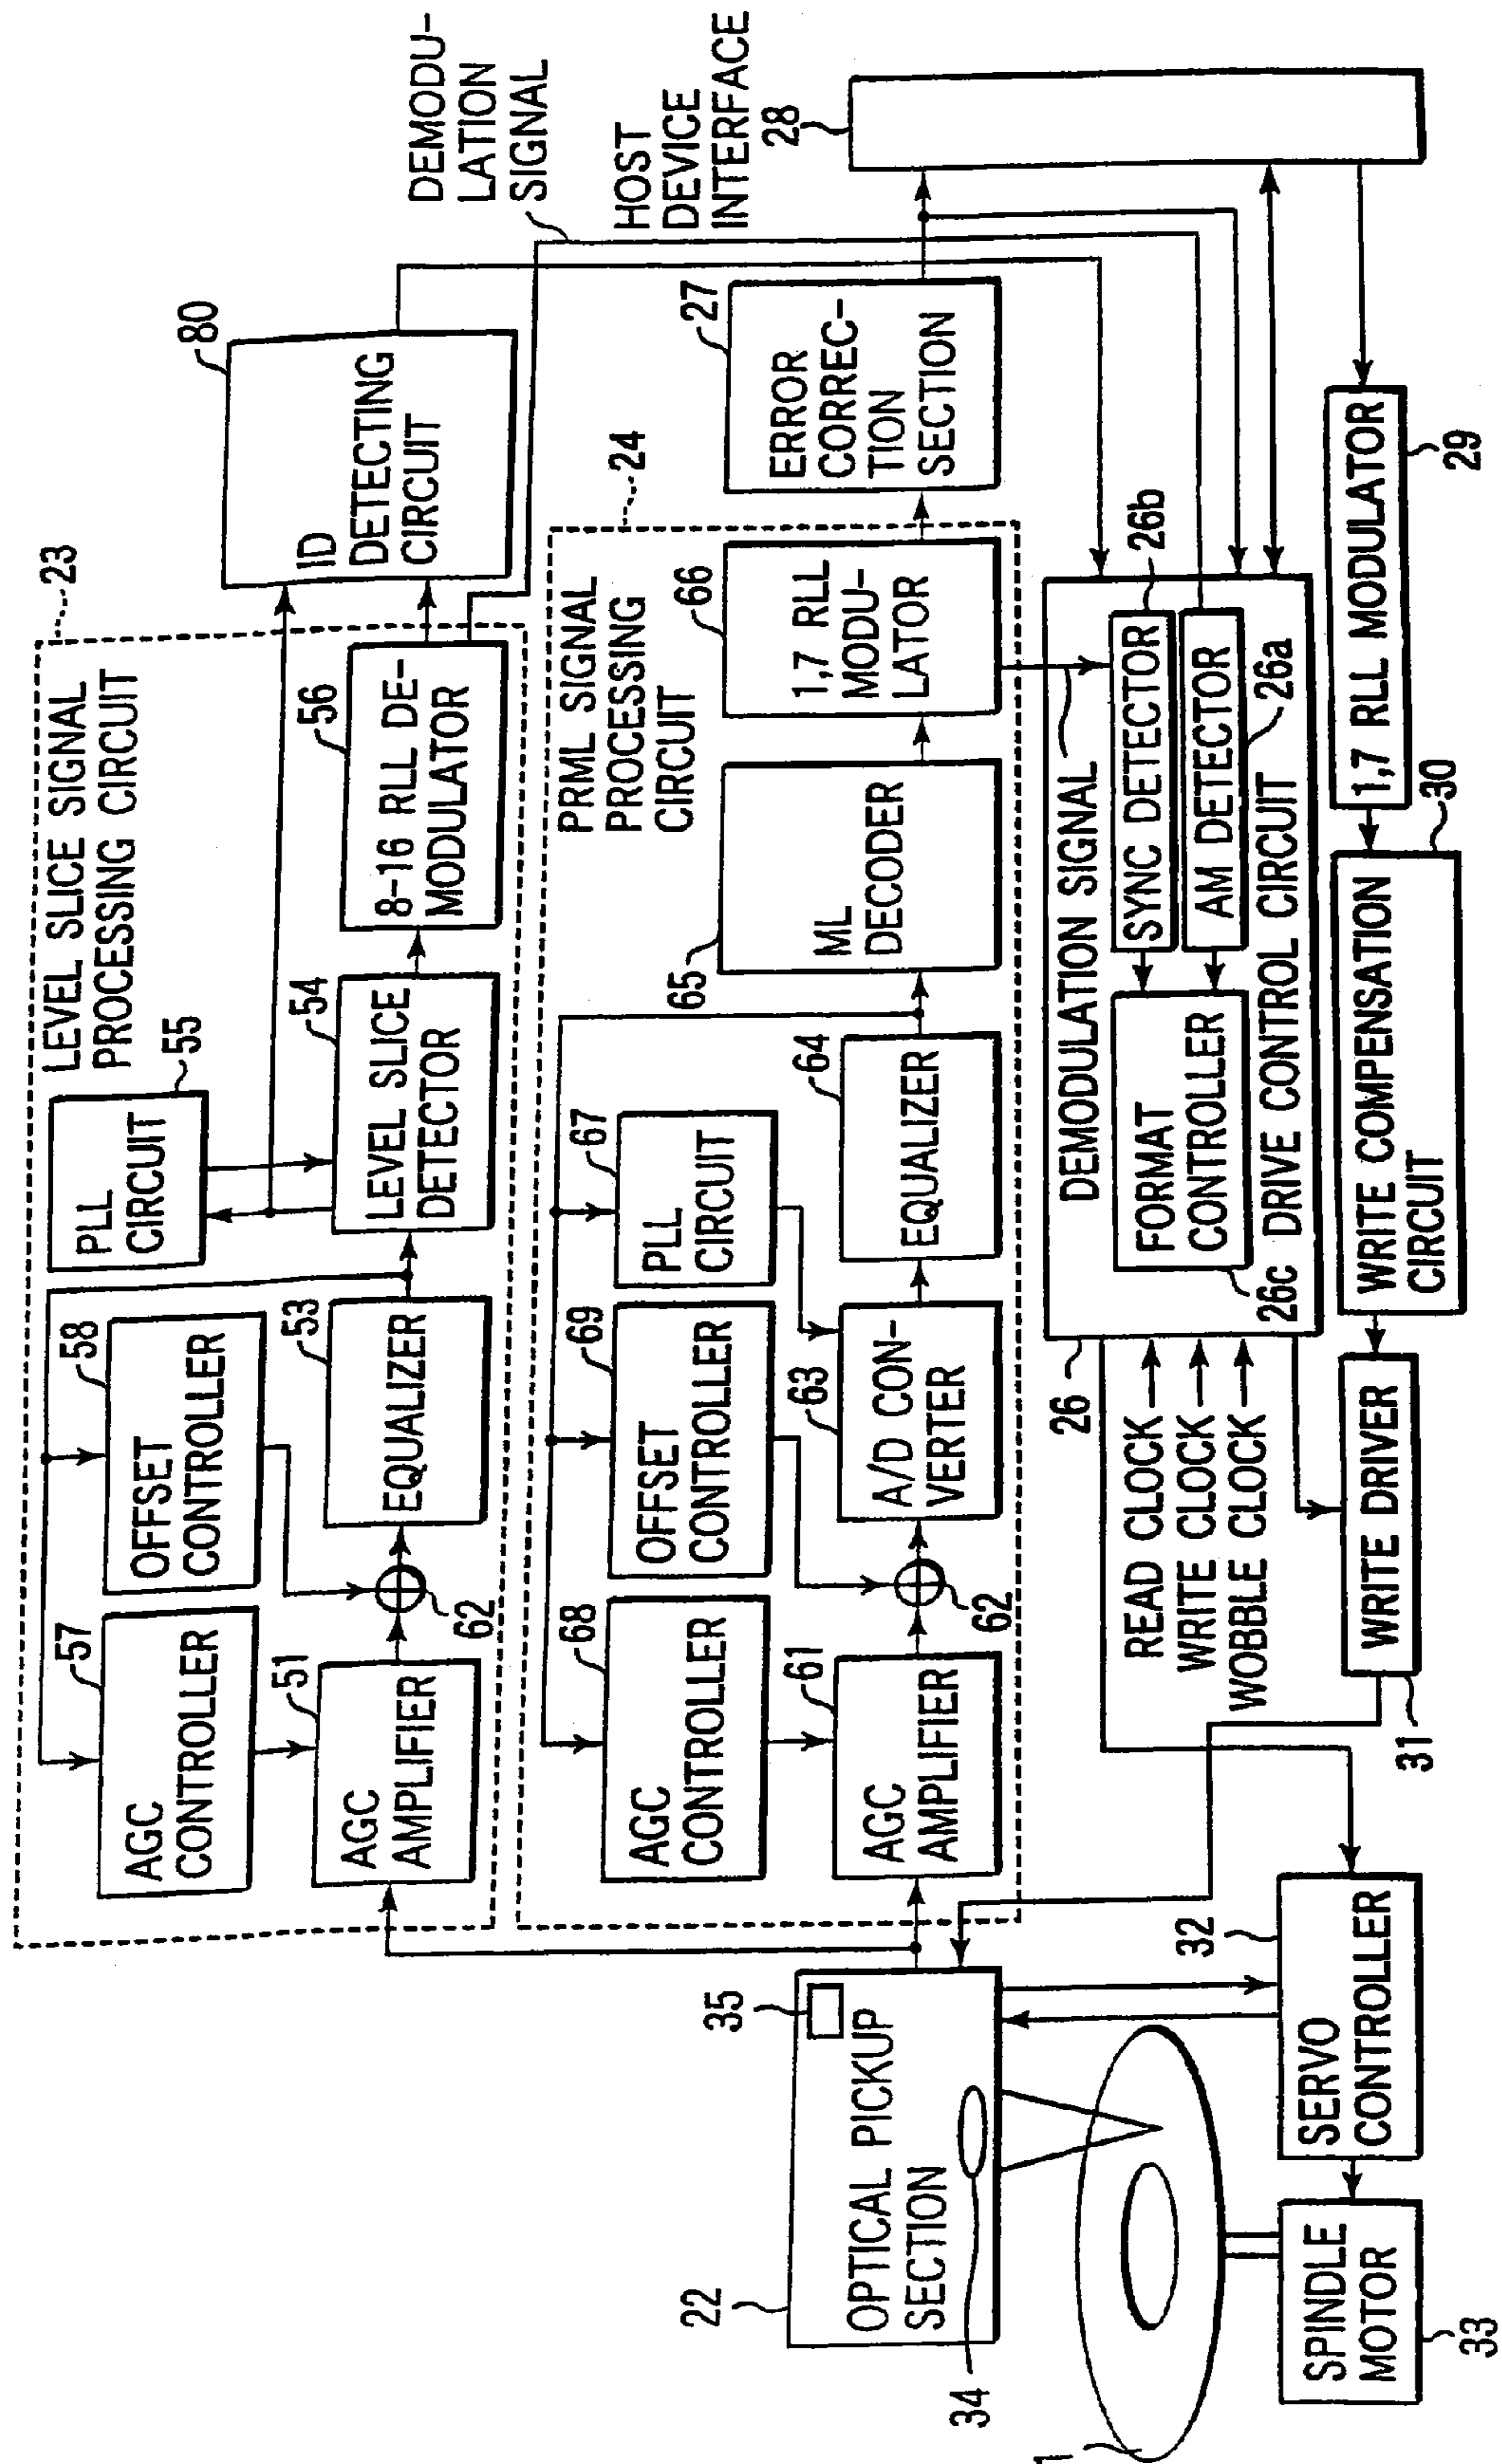 23
LEVEL SLICE SIGNAL
PROCESSING CIRCUIT
57
AGC
CONTROLLER
58
OFFSET
CONTROLLER
PLL
CIRCUIT
55
51
AGC
AMPLIFIER
62
53
EQUALIZER
54
LEVEL SLICE
DETECTOR
56
8-16 RLL DE-
MODULATOR
80
ID
DETECTING
CIRCUIT
DEMODU-
LATION
SIGNAL
24
PRML SIGNAL
PROCESSING
CIRCUIT
68
AGC
CONTROLLER
69
OFFSET
CONTROLLER
67
PLL
CIRCUIT
61
AGC
AMPLIFIER
62
63
A/D CON-
VERTER
64
EQUALIZER
65
ML
DECODER
66
1,7 RLL
MODU-
LATOR
27
ERROR
CORREC-
TION
SECTION
HOST
DEVICE
INTERFACE
28
22
35
OPTICAL PICKUP
SECTION
34
1
DEMODULATION SIGNAL
26
READ CLOCK
WRITE CLOCK
WOBBLE CLOCK
FORMAT
CONTROLLER
26c
SYNC DETECTOR
26b
AM DETECTOR
26a
DRIVE CONTROL CIRCUIT
SPINDLE
MOTOR
33
32
SERVO
CONTROLLER
31
WRITE DRIVER
WRITE COMPENSATION
CIRCUIT
30
1,7 RLL MODULATOR
29